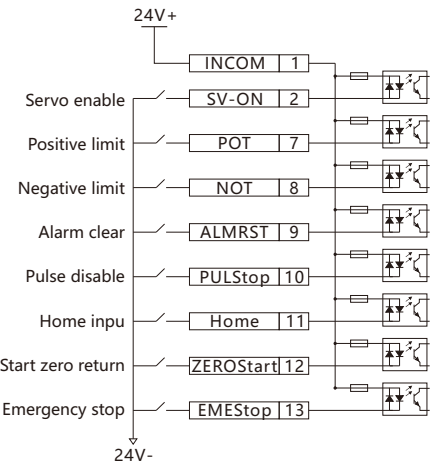 24V+
INCOM 1
Servo enable SV-ON 2
Positive limit POT 7
Negative limit NOT 8
Alarm clear ALMRST 9
Pulse disable PULStop 10
Home inpu Home 11
Start zero return ZEROStart 12
Emergency stop EMEStop 13
24V-